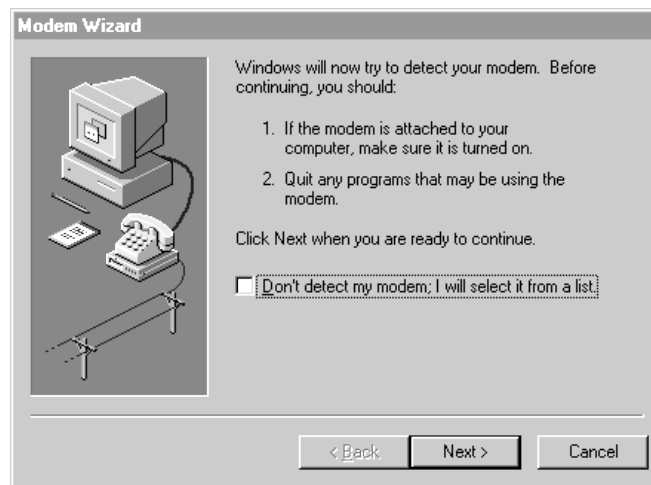 Modem Wizard
Windows will now try to detect your modem. Before
continuing, you should:
1. If the modem is attached to your
computer, make sure it is turned on.
2. Quit any programs that may be using the
modem.
Click Next when you are ready to continue.
Don't detect my modem; I will select it from a list.
< Back
Next >
Cancel